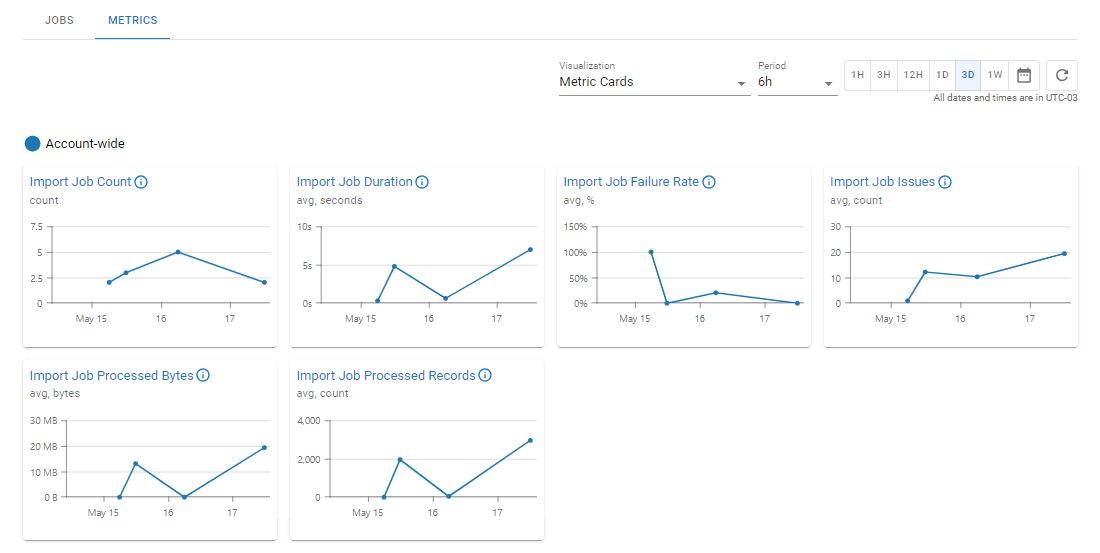 JOBS METRICS
Visualization Period
Metric Cards 6h 1H 3H 12H 1D 3D 1W
All dates and times are in UTC-03
Account-wide
Import Job Count
count
7.5
5
2.5
0
May 15 16 17
Import Job Duration
avg, seconds
10s
5s
0s
May 15 16 17
Import Job Failure Rate
avg, %
150%
100%
50%
0%
May 15 16 17
Import Job Issues
avg, count
30
20
10
0
May 15 16 17
Import Job Processed Bytes
avg, bytes
30 MB
20 MB
10 MB
0 B
May 15 16 17
Import Job Processed Records
avg, count
4,000
2,000
0
May 15 16 17